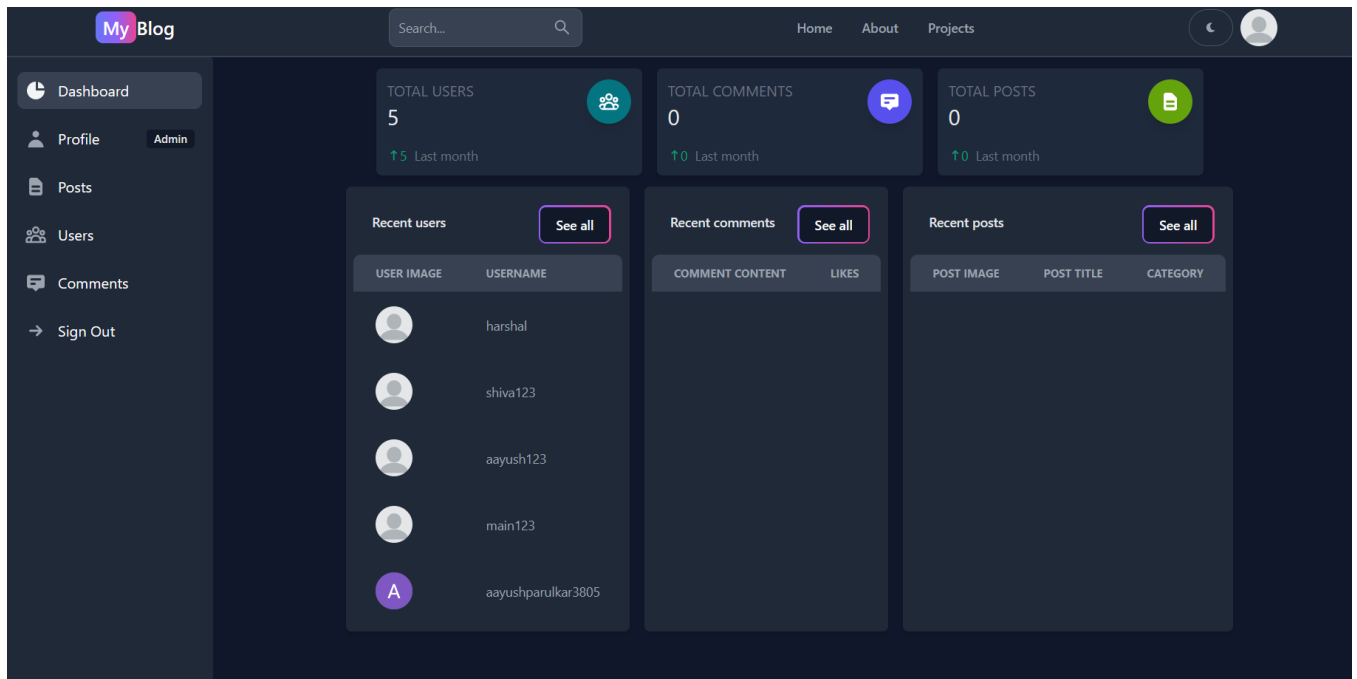 My Blog
Search...
Home About Projects
Dashboard
Profile Admin
Posts
Users
Comments
Sign Out
TOTAL USERS
5
↑5 Last month
TOTAL COMMENTS
0
↑0 Last month
TOTAL POSTS
0
↑0 Last month
Recent users See all
USER IMAGE USERNAME
harshal
shiva123
aayush123
main123
A aayushparulkar3805
Recent comments See all
COMMENT CONTENT LIKES
Recent posts See all
POST IMAGE POST TITLE CATEGORY